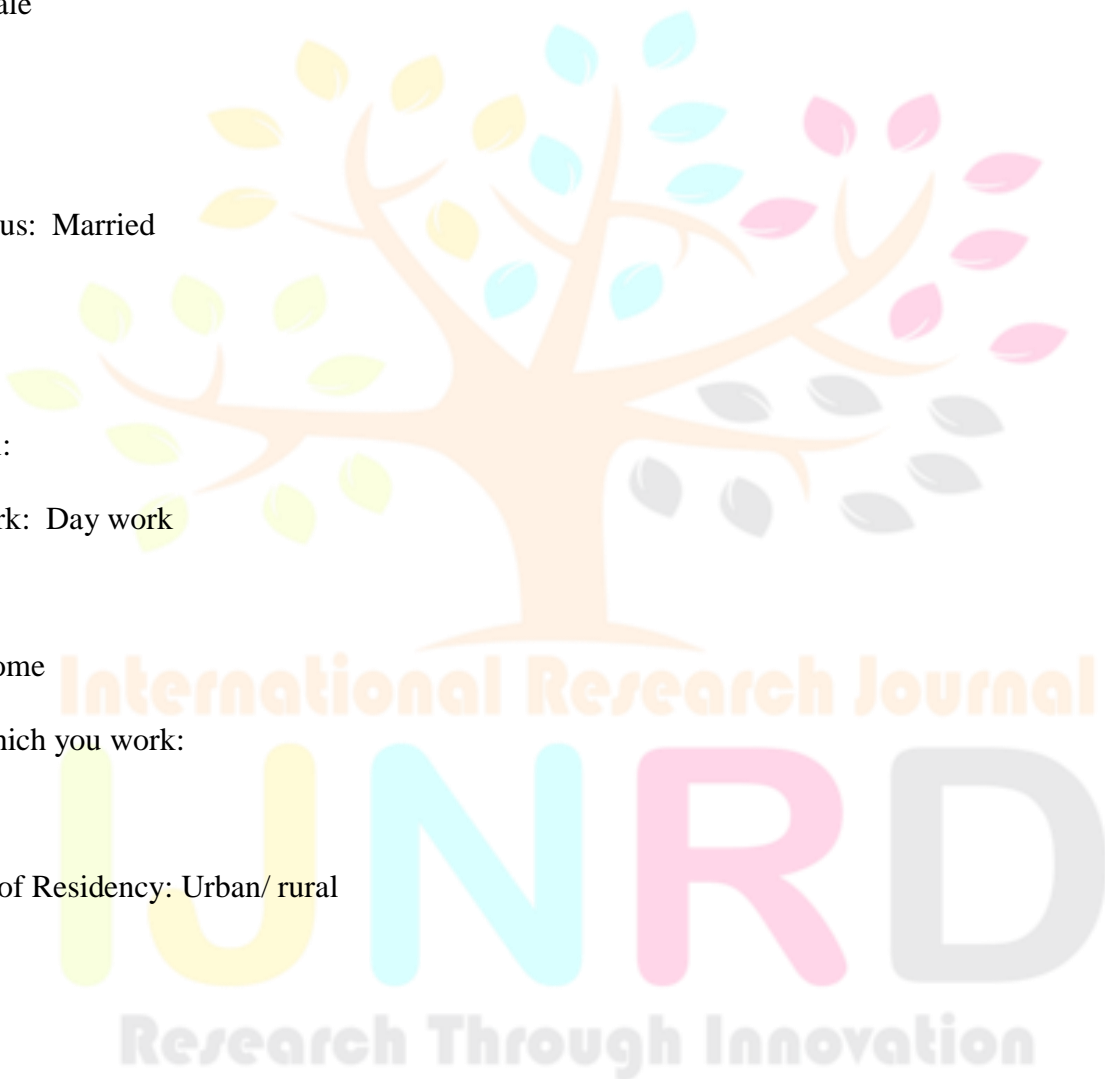 ale
us: Married
:
rk: Day work
ome
International Research Journal
hich you work:
of Residency: Urban/ rural
IJNRD
Research Through Innovation